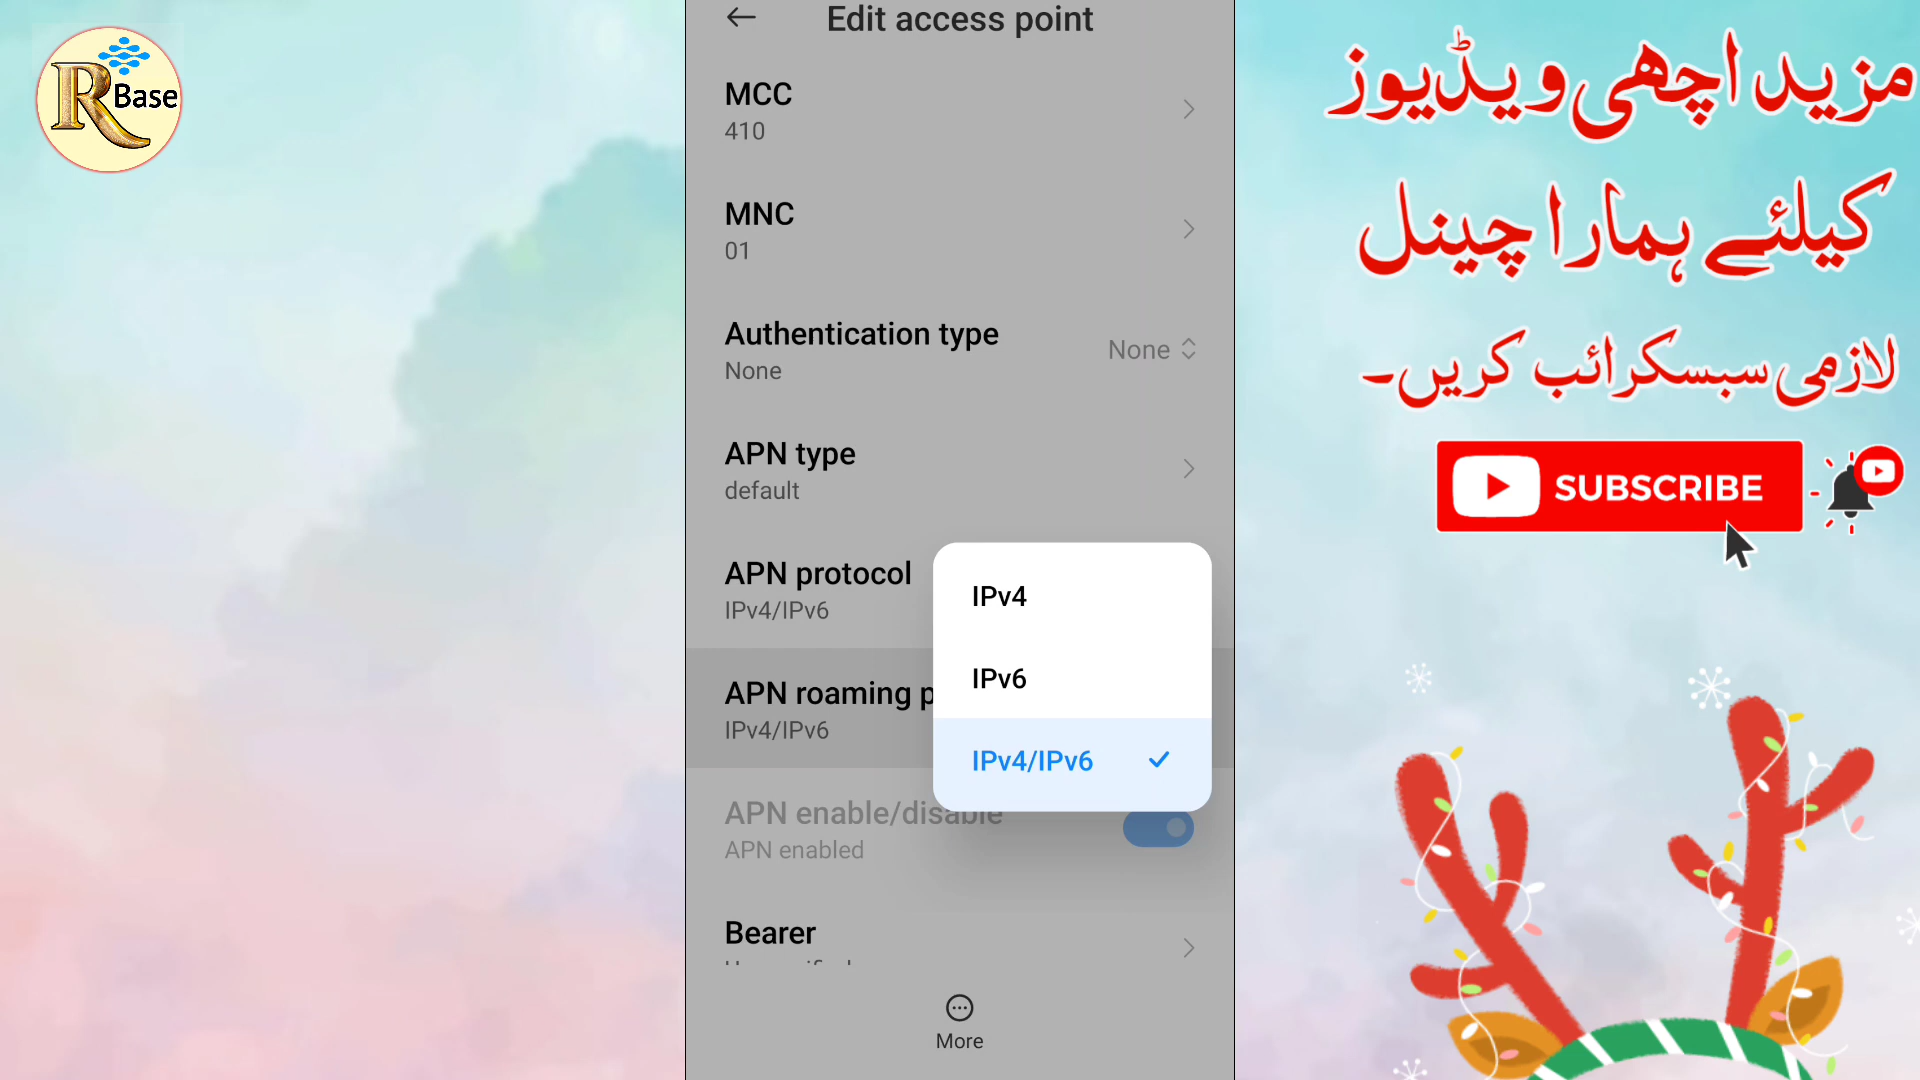 R Base
Edit access point
MCC
410
MNC
01
Authentication type
None
None
APN type
default
APN protocol
IPv4/IPv6
APN roaming p
IPv4/IPv6
IPv4
IPv6
IPv4/IPv6
APN enable/disable
APN enabled
Bearer
More
مزید اچھی ویڈیوز
کیلئے ہمارا چینل
لازمی سبسکرائب کریں۔
SUBSCRIBE